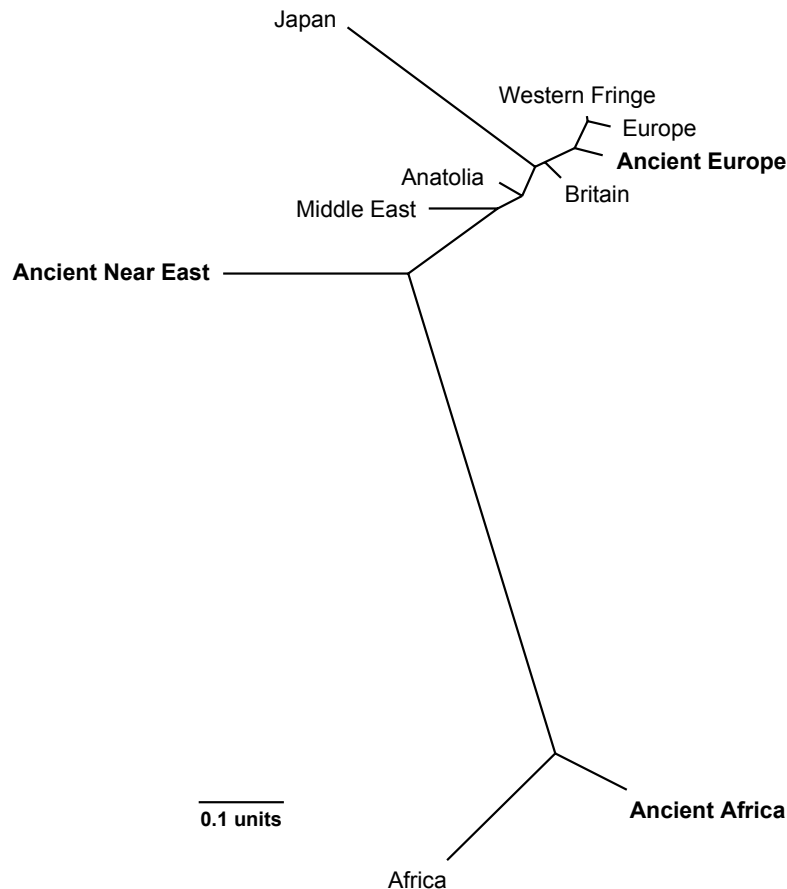 Japan
Western Fringe
Europe
Ancient Europe
Anatolia
Britain
Middle East
Ancient Near East
0.1 units
Ancient Africa
Africa